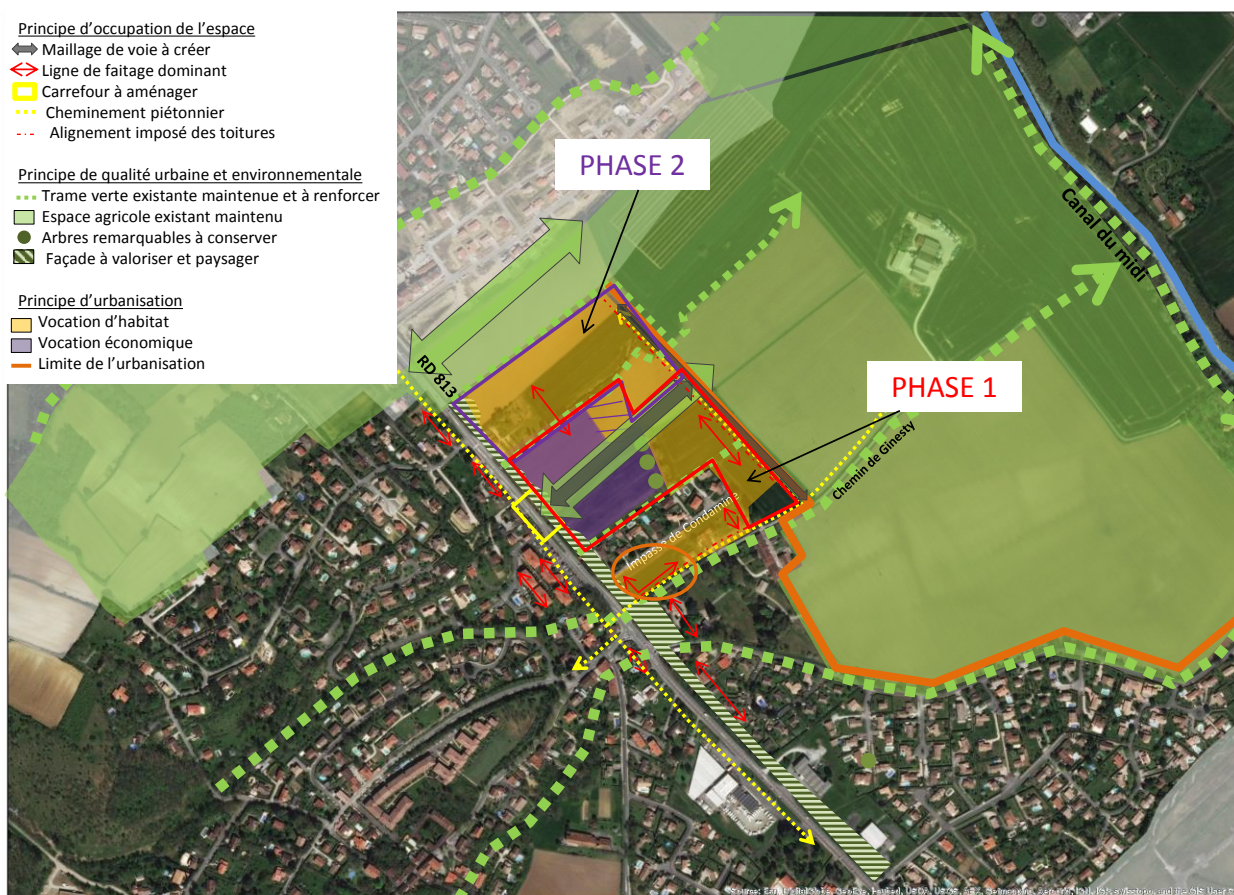 Principe d'occupation de l'espace
Maillage de voie à créer
Ligne de faitage dominant
Carrefour à aménager
Cheminement piétonnier
Alignement imposé des toitures
Principe de qualité urbaine et environnementale
Trame verte existante maintenue et à renforcer
Espace agricole existant maintenu
Arbres remarquables à conserver
Façade à valoriser et paysager
Principe d'urbanisation
Vocation d'habitat
Vocation économique
Limite de l'urbanisation
PHASE 2
Canal du midi
RD 813
PHASE 1
Chemin de Ginesty
Impasse de Condamine